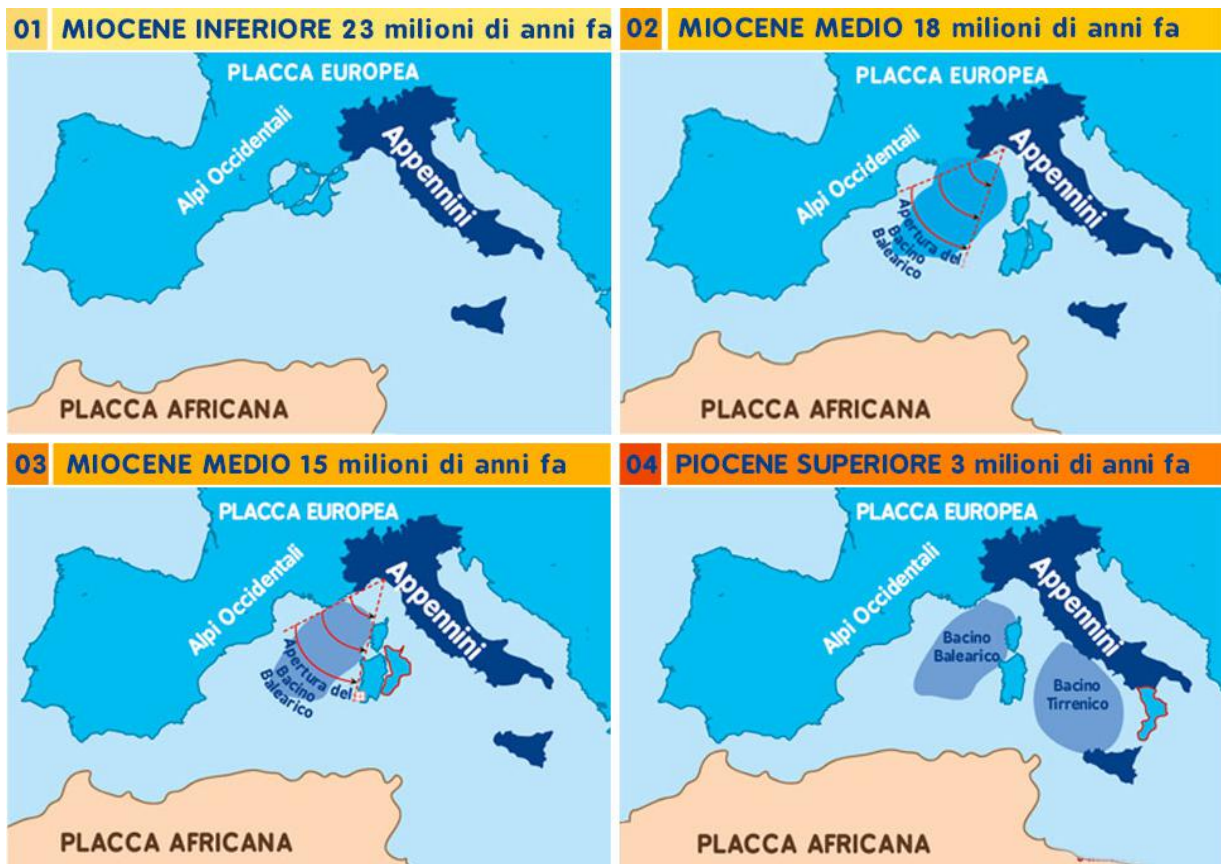 01 MIOCENE INFERIORE 23 milioni di anni fa
PLACCA EUROPEA
Alpi Occidentali
Appennini
PLACCA AFRICANA
02 MIOCENE MEDIO 18 milioni di anni fa
PLACCA EUROPEA
Alpi Occidentali
Appennini
Apertura del
Bacino
Balearico
PLACCA AFRICANA
03 MIOCENE MEDIO 15 milioni di anni fa
PLACCA EUROPEA
Alpi Occidentali
Appennini
Apertura del
Bacino
Balearico
PLACCA AFRICANA
04 PIOCENE SUPERIORE 3 milioni di anni fa
PLACCA EUROPEA
Alpi Occidentali
Appennini
Bacino
Balearico
Bacino
Tirrenico
PLACCA AFRICANA